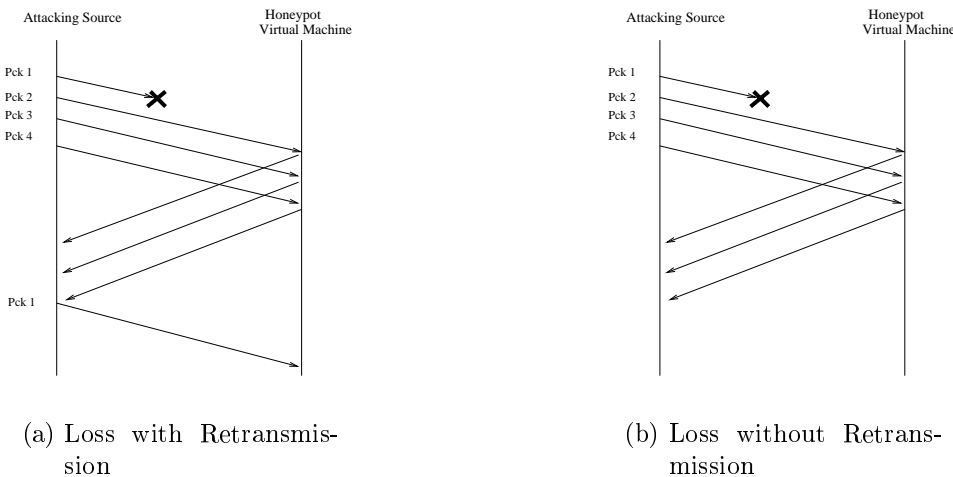 Attacking Source
Honeypot
Virtual Machine
Pck 1
Pck 2
Pck 3
Pck 4
Pck 1
(a) Loss with Retransmis-
sion
Attacking Source
Honeypot
Virtual Machine
Pck 1
Pck 2
Pck 3
Pck 4
(b) Loss without Retrans-
mission